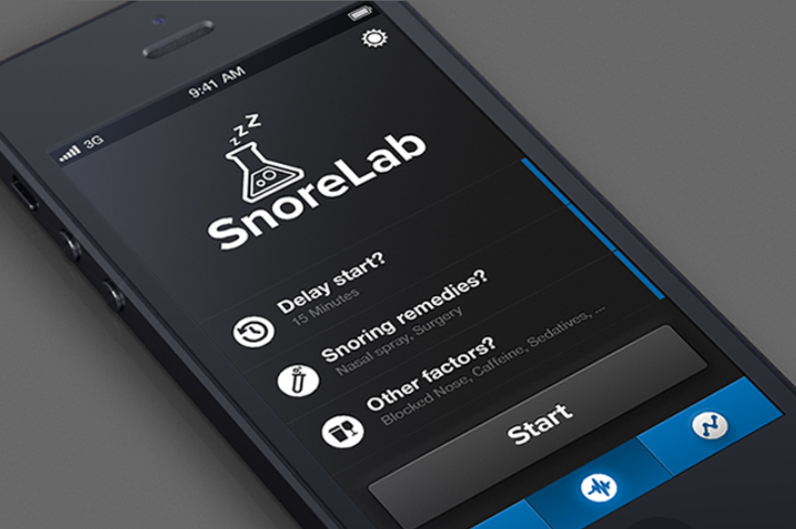 3G 9:41 AM
zzZ
SnoreLab
Delay start?
15 Minutes
Snoring remedies?
Nasal spray, Surgery
Other factors?
Blocked Nose, Caffeine, Sedatives, ...
Start